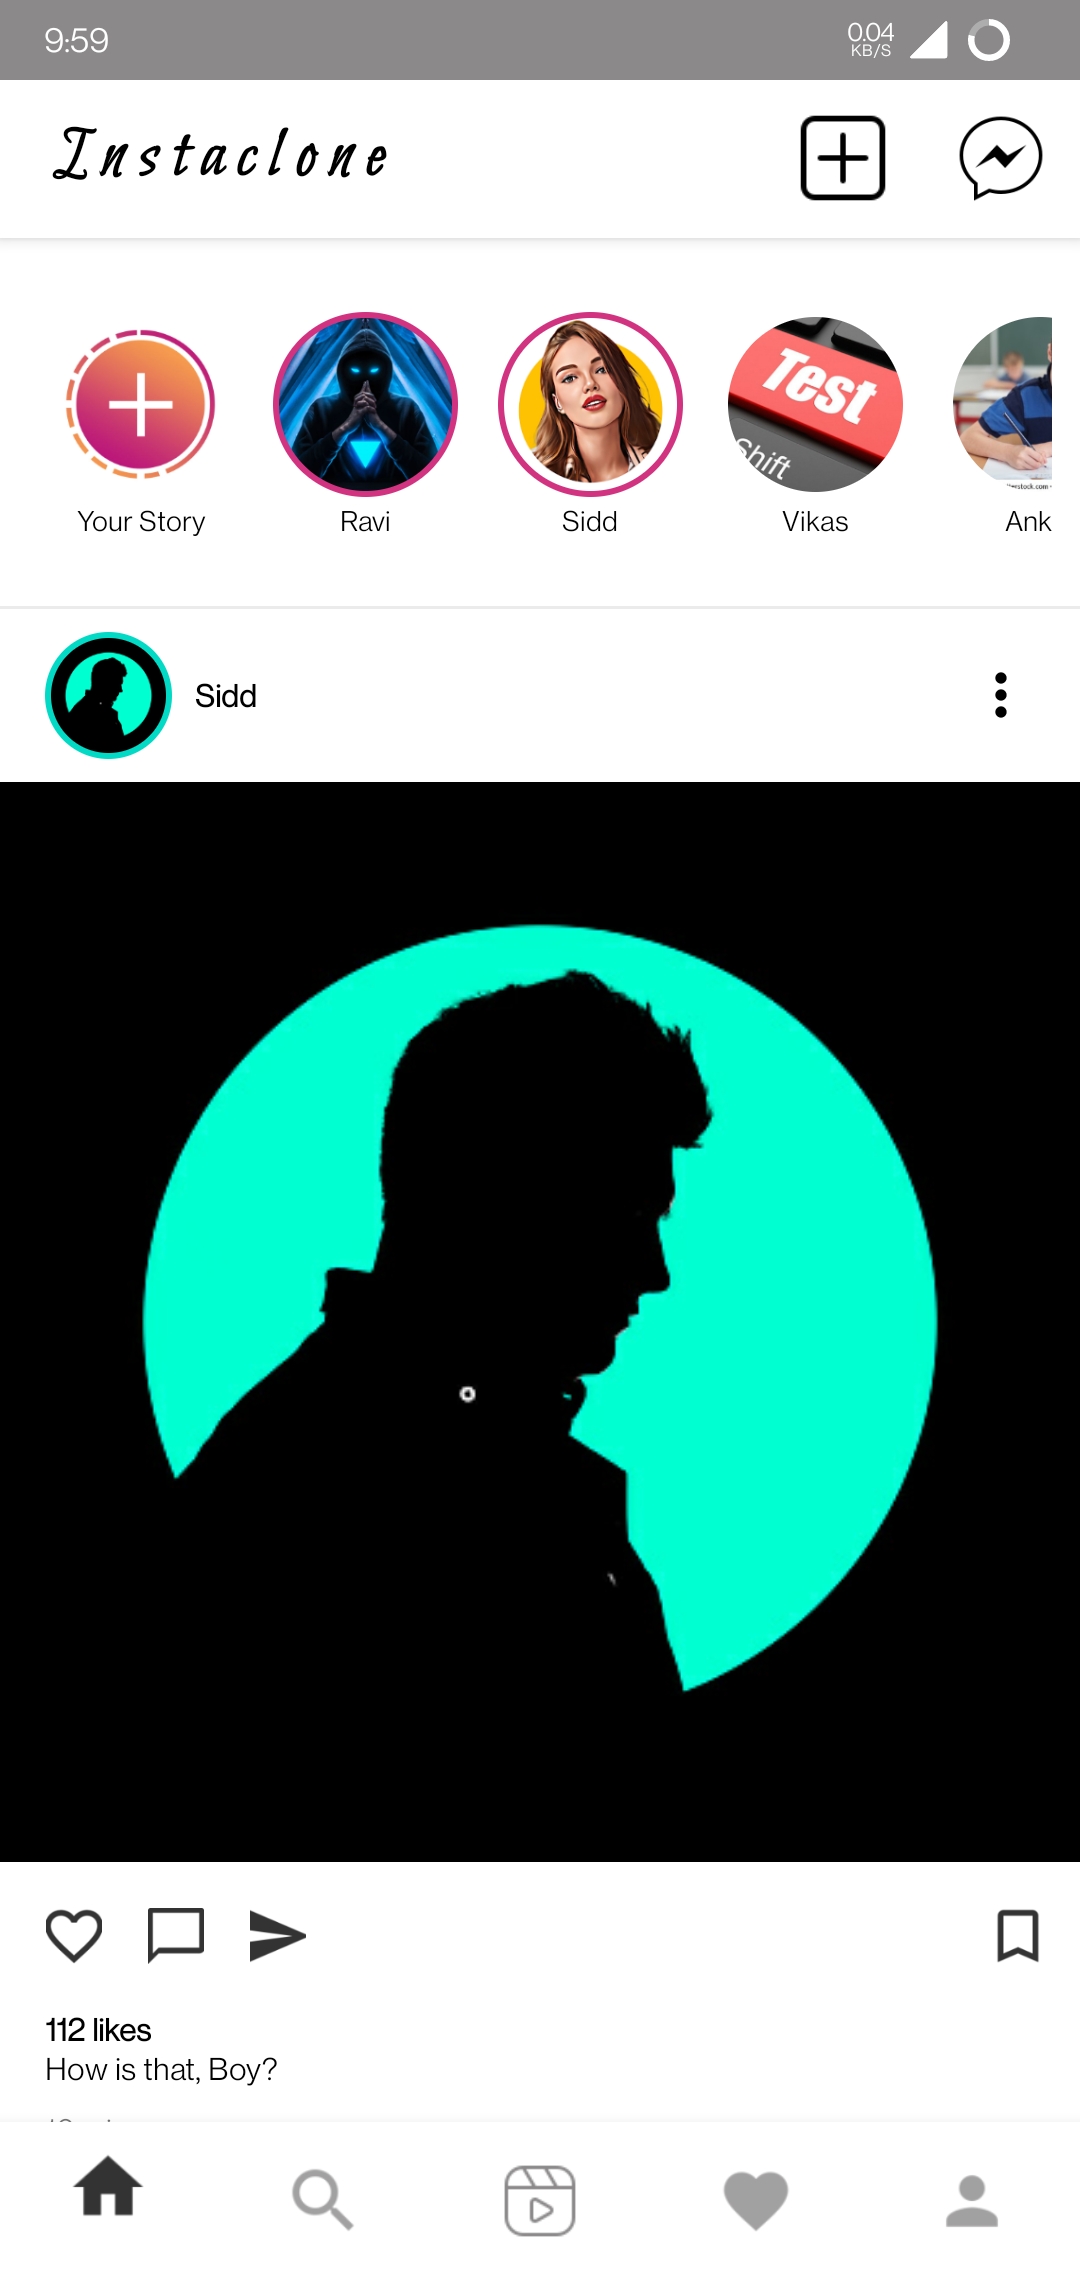 9:59
0.04
KB/S
Instaclone
Test
Shift
Your Story
Ravi
Sidd
Vikas
Ank
Sidd
112 likes
How is that, Boy?